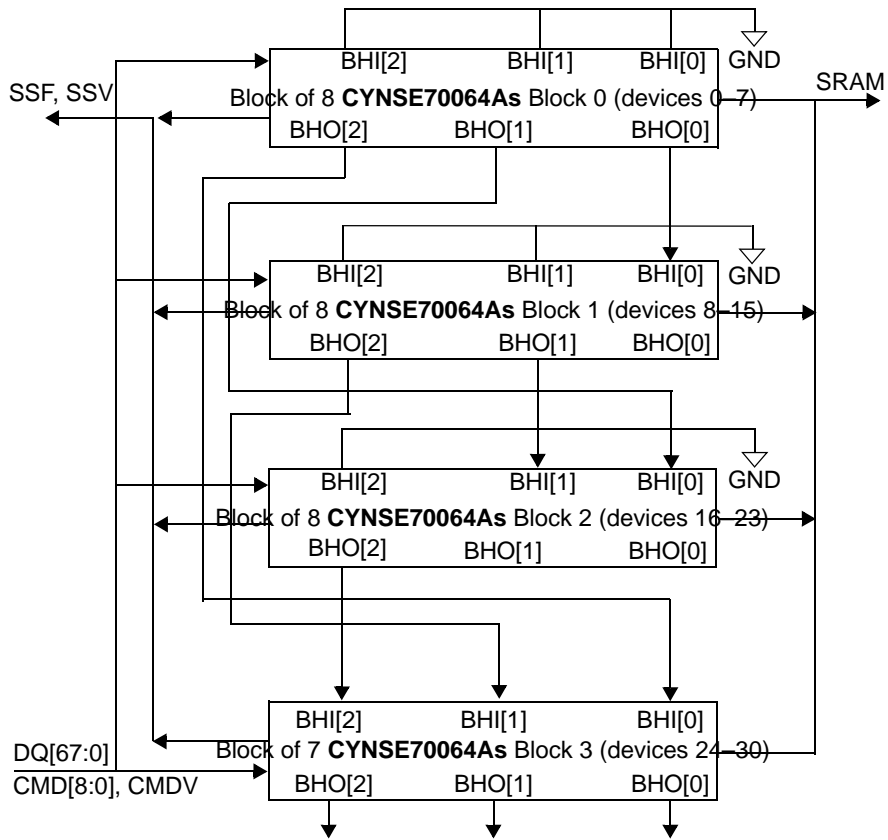 BHI[2] BHI[1] BHI[0] GND
SSF, SSV
SRAM
Block of 8 CYNSE70064As Block 0 (devices 0–7)
BHO[2] BHO[1] BHO[0]
BHI[2] BHI[1] BHI[0] GND
Block of 8 CYNSE70064As Block 1 (devices 8–15)
BHO[2] BHO[1] BHO[0]
BHI[2] BHI[1] BHI[0] GND
Block of 8 CYNSE70064As Block 2 (devices 16–23)
BHO[2] BHO[1] BHO[0]
BHI[2] BHI[1] BHI[0]
DQ[67:0]
Block of 7 CYNSE70064As Block 3 (devices 24–30)
CMD[8:0], CMDV
BHO[2] BHO[1] BHO[0]